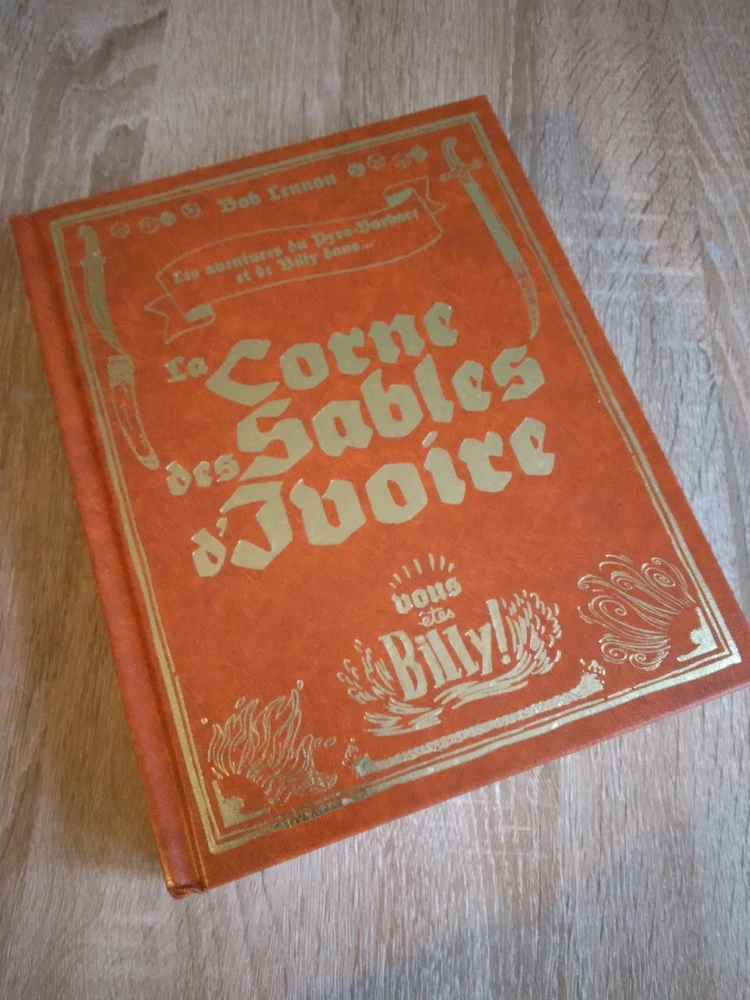 Bob Lennon
Les aventures du Pyro-Barbare
et de Billy dans...
La Corne
des Sables
d'Ivoire
vous
êtes
Billy!